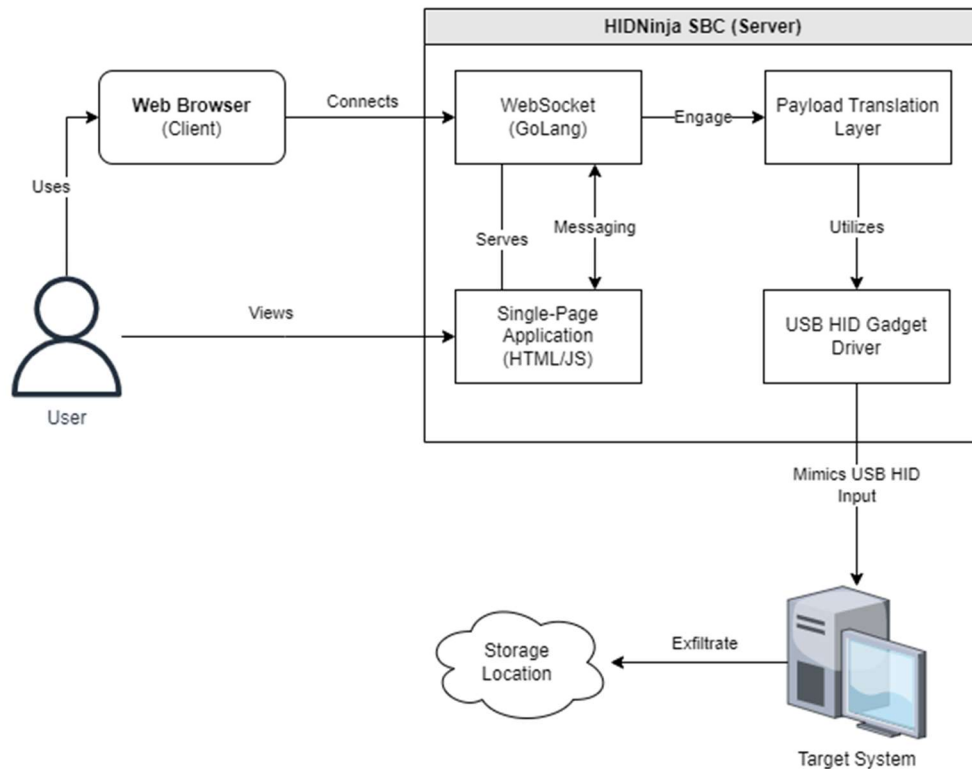 HIDNinja SBC (Server)
Web Browser
(Client)
Connects
WebSocket
(GoLang)
Engage
Payload Translation
Layer
Uses
Serves
Messaging
Utilizes
Views
Single-Page
Application
(HTML/JS)
USB HID Gadget
Driver
User
Mimics USB HID
Input
Storage
Location
Exfiltrate
Target System